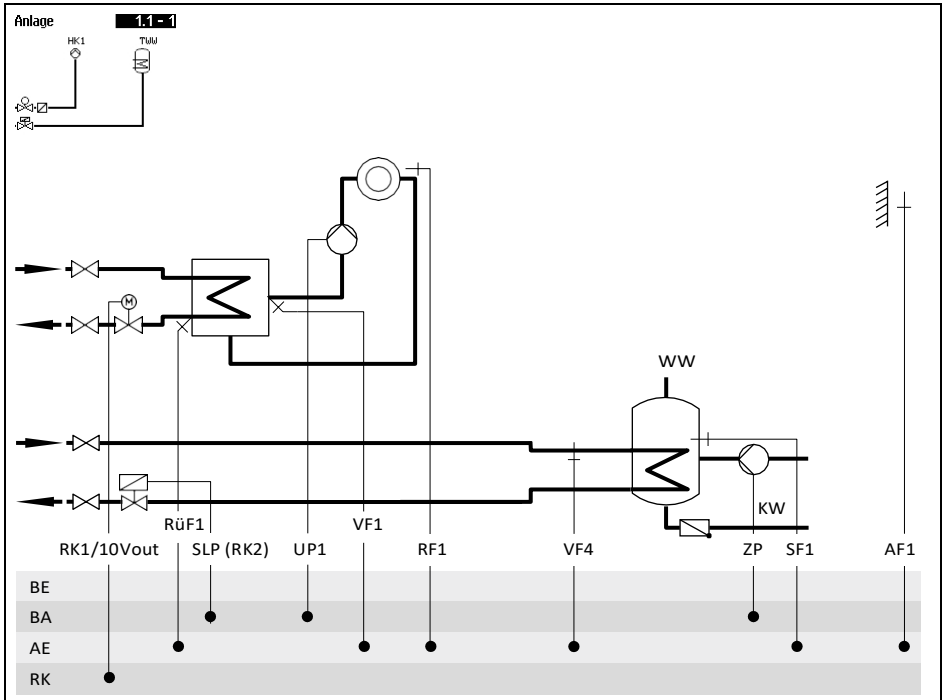 Anlage 1.1 - 1
HK1 TWW
M
WW
KW
RüF1 VF1
RK1/10Vout SLP (RK2) UP1 RF1 VF4 ZP SF1 AF1
BE
BA
AE
RK